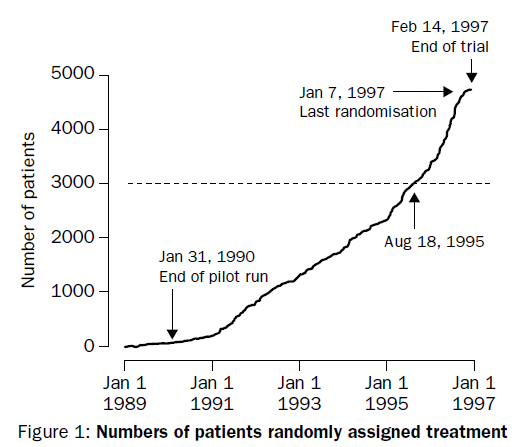 Feb 14, 1997
End of trial
Jan 7, 1997
Last randomisation
Aug 18, 1995
Jan 31, 1990
End of pilot run
Number of patients
5000
4000
3000
2000
1000
0
Jan 1 Jan 1 Jan 1 Jan 1 Jan 1
1989 1991 1993 1995 1997
Figure 1: Numbers of patients randomly assigned treatment